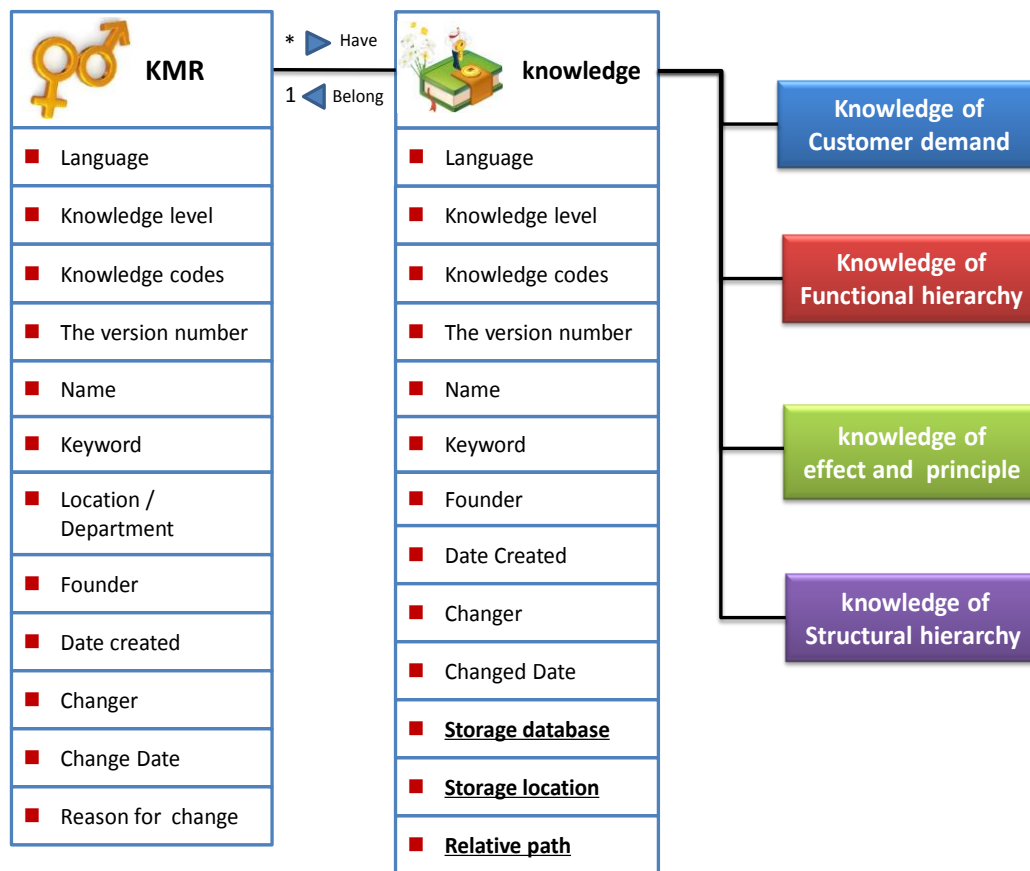 KMR
* Have
1 Belong
knowledge
Language
Knowledge level
Knowledge codes
The version number
Name
Keyword
Location /
Department
Founder
Date created
Changer
Change Date
Reason for change
Language
Knowledge level
Knowledge codes
The version number
Name
Keyword
Founder
Date Created
Changer
Changed Date
Storage database
Storage location
Relative path
Knowledge of
Customer demand
Knowledge of
Functional hierarchy
knowledge of
effect and principle
knowledge of
Structural hierarchy